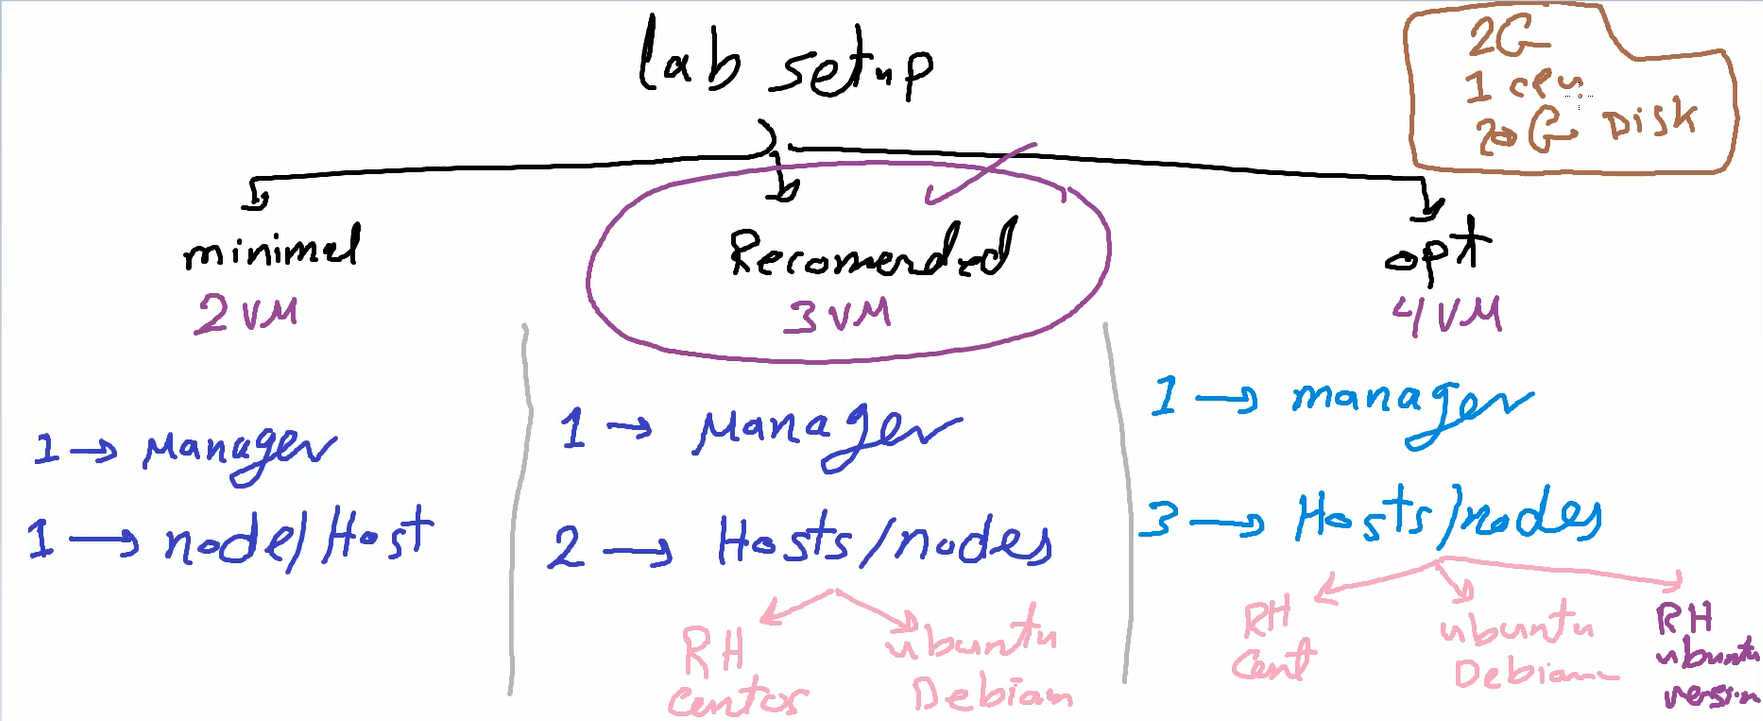 lab setup
2G
1 cpu
20 G Disk
minimal
2 VM
Recomended
3 VM
opt
4 VM
1 → Manager
1 → node/Host
1 → Manager
2 → Hosts/nodes
RH
Centos
ubuntu
Debian
1 → manager
3 → Hosts/nodes
RH
Cent
ubuntu
Debian
RH
ubuntu
version